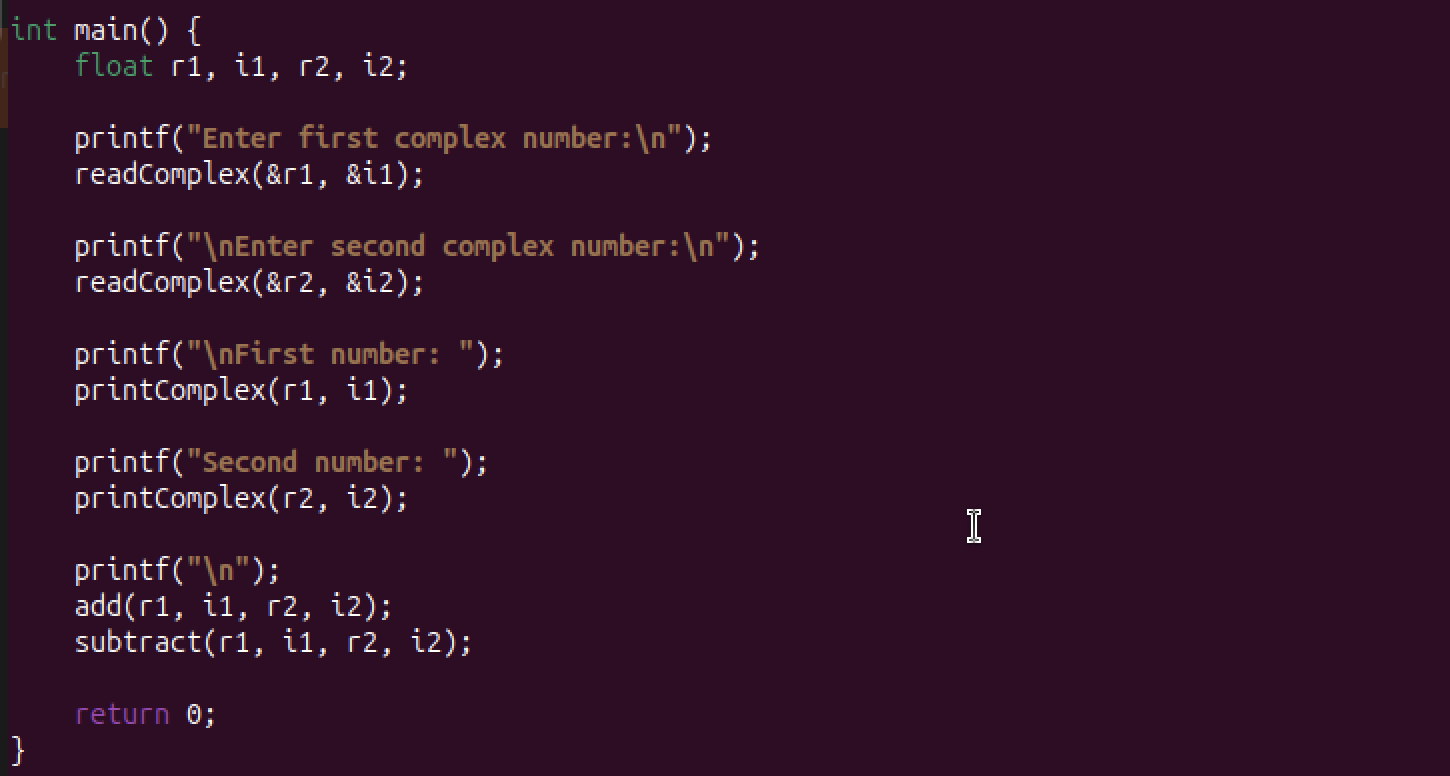 int main() {
    float r1, i1, r2, i2;

    printf("Enter first complex number:\n");
    readComplex(&r1, &i1);

    printf("\nEnter second complex number:\n");
    readComplex(&r2, &i2);

    printf("\nFirst number: ");
    printComplex(r1, i1);

    printf("Second number: ");
    printComplex(r2, i2);

    printf("\n");
    add(r1, i1, r2, i2);
    subtract(r1, i1, r2, i2);

    return 0;
}